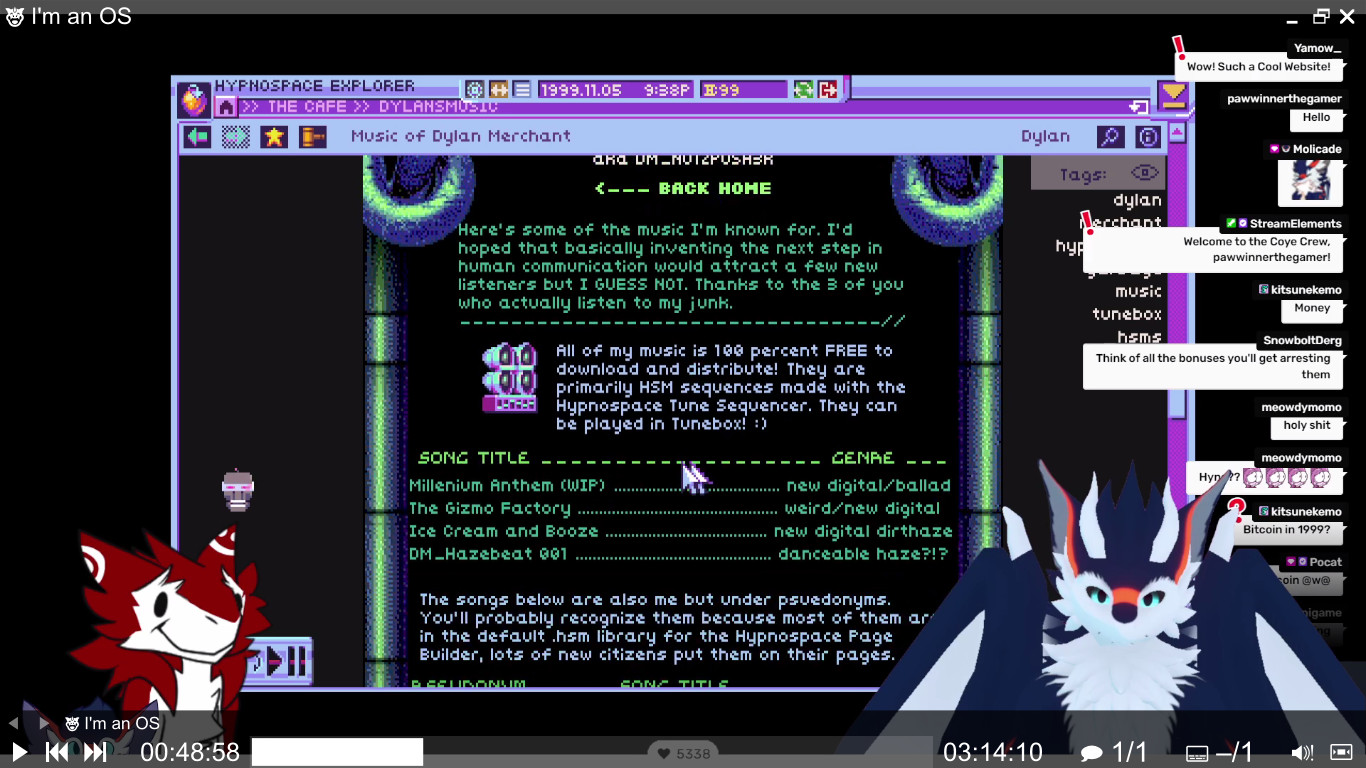 I'm an OS
HYPNOSPACE EXPLORER
1999.11.05 9:38P
99
>> THE CAFE >> DYLANSMUSIC
Music of Dylan Merchant
Dylan
aka DM_NUTZPUSH3R
<--- BACK HOME
Here's some of the music I'm known for. I'd
hoped that basically inventing the next step in
human communication would attract a few new
listeners but I GUESS NOT. Thanks to the 3 of you
who actually listen to my junk.
-----------------------------------//
All of my music is 100 percent FREE to
download and distribute! They are
primarily HSM sequences made with the
Hypnospace Tune Sequencer. They can
be played in Tunebox! :)
SONG TITLE _ _ _ _ _ _ _ _ _ _ _ _ _ _ _ _ _ _ _ _ GENRE _ _ _
Millenium Anthem (WIP) ........................................ new digital/ballad
The Gizmo Factory ................................................ weird/new digital
Ice Cream and Booze ....................................... new digital dirthaze
DM_Hazebeat 001 .............................................. danceable haze?!?
The songs below are also me but under psuedonyms.
You'll probably recognize them because most of them are
in the default .hsm library for the Hypnospace Page
Builder, lots of new citizens put them on their pages.
PSEUDONYM SONG TITLE
Tags:
dylan
merchant
music
tunebox
hsms
Yamow_
Wow! Such a Cool Website!
pawwinnerthegamer
Hello
Molicade
StreamElements
Welcome to the Coye Crew,
pawwinnerthegamer!
kitsunekemo
Money
SnowboltDerg
Think of all the bonuses you'll get arresting
them
meowdymomo
holy shit
meowdymomo
kitsunekemo
Bitcoin in 1999?
Pocat
coin @w@
I'm an OS
00:48:58
5338
03:14:10
1/1
–/1